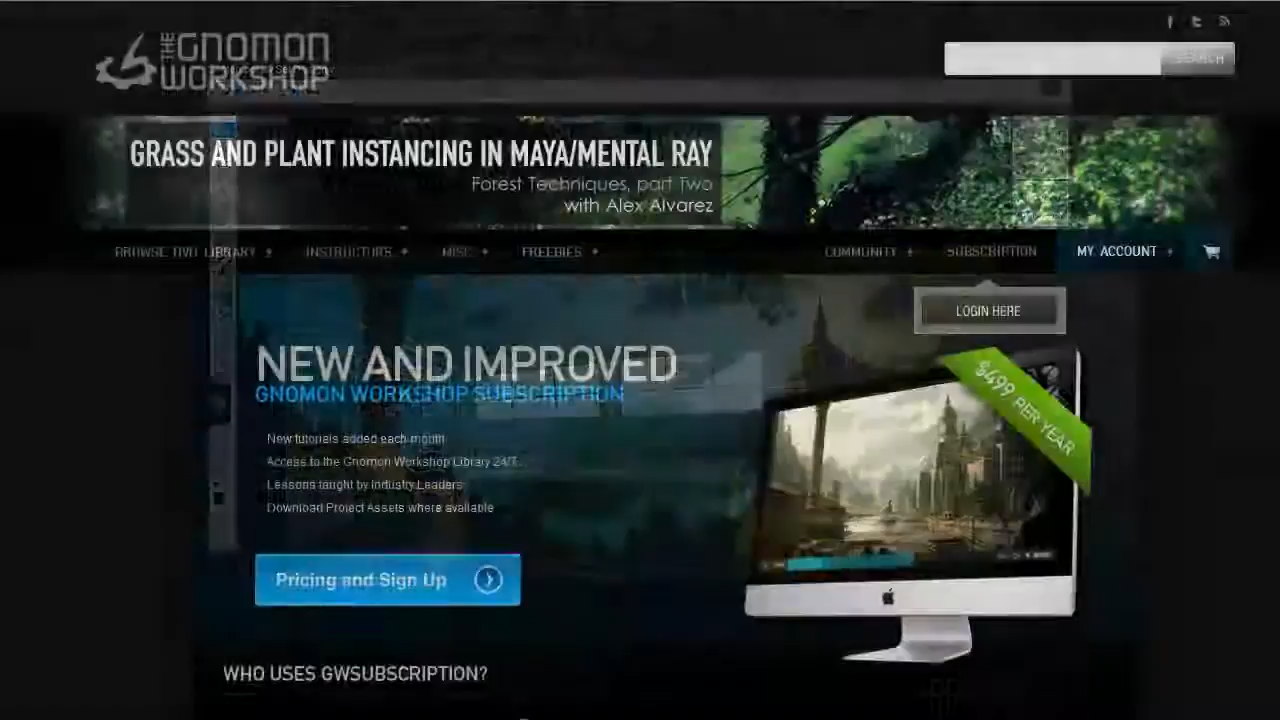 THE GNOMON
WORKSHOP
SEARCH
GRASS AND PLANT INSTANCING IN MAYA/MENTAL RAY
Forest Techniques, part Two
with Alex Alvarez
BROWSE DVD LIBRARY + INSTRUCTORS + MISC + FREEBIES + COMMUNITY + SUBSCRIPTION MY ACCOUNT +
LOGIN HERE
NEW AND IMPROVED
GNOMON WORKSHOP SUBSCRIPTION
$499 PER YEAR
New tutorials added each month
Access to the Gnomon Workshop Library 24/7
Lessons taught by Industry Leaders
Download Project Assets where available
Pricing and Sign Up
WHO USES GWSUBSCRIPTION?